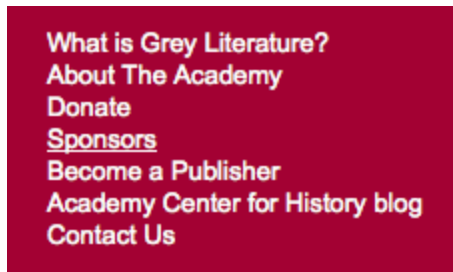 What is Grey Literature?
About The Academy
Donate
Sponsors
Become a Publisher
Academy Center for History blog
Contact Us